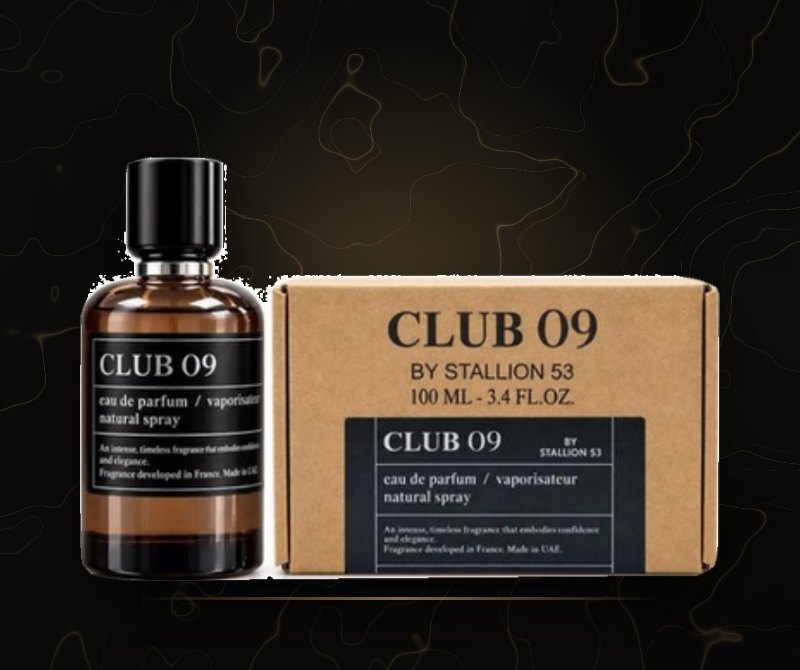 CLUB 09
eau de parfum / vaporisateur
natural spray
An intense, timeless fragrance that embodies confidence
and elegance.
Fragrance developed in France. Made in UAE.
CLUB 09
BY STALLION 53
100 ML - 3.4 FL.OZ.
CLUB 09
BY
STALLION 53
eau de parfum / vaporisateur
natural spray
An intense, timeless fragrance that embodies confidence
and elegance.
Fragrance developed in France. Made in UAE.